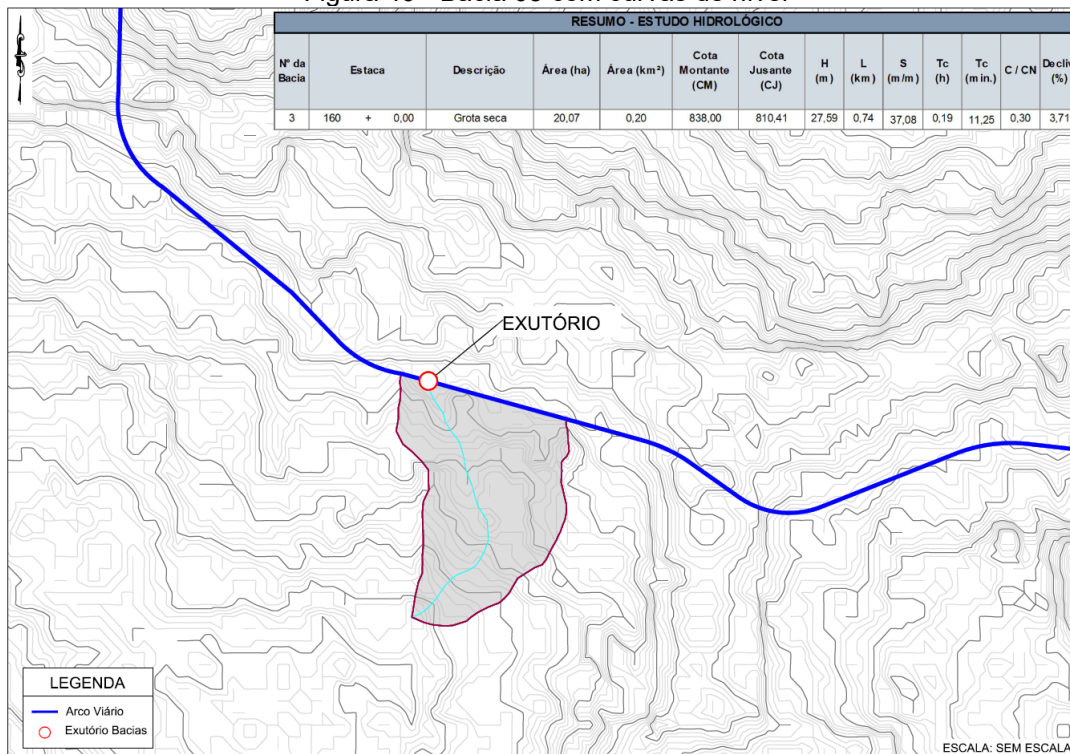 RESUMO - ESTUDO HIDROLÓGICO
Nº da Bacia Estaca Descrição Área (ha) Área (km²) Cota Montante (CM) Cota Jusante (CJ) H (m) L (km) S (m/m) Tc (h) Tc (min.) C / CN (%)
3 160 + 0,00 Grota seca 20,07 0,20 838,00 810,41 27,59 0,74 37,08 0,19 11,25 0,30 3,71
EXUTÓRIO
LEGENDA
Arco Viário
Exutório Bacias
ESCALA: SEM ESCALA